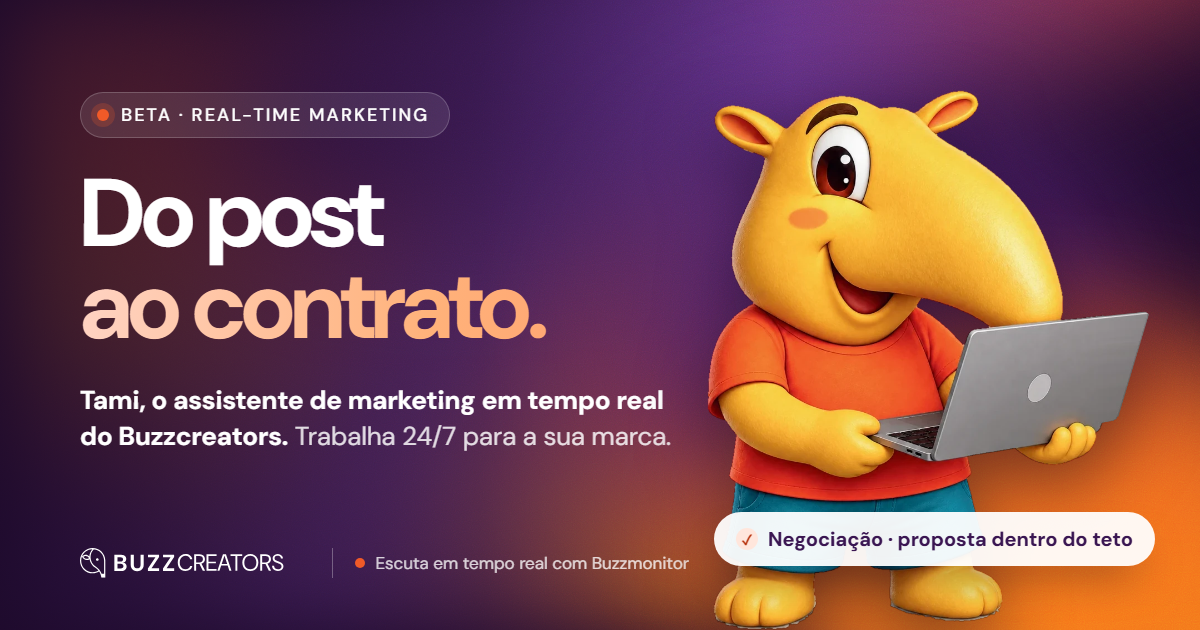 BETA · REAL-TIME MARKETING
Do post
ao contrato.
Tami, o assistente de marketing em tempo real
do Buzzcreators. Trabalha 24/7 para a sua marca.
BUZZCREATORS
Escuta em tempo real com Buzzmonitor
✓ Negociação · proposta dentro do teto